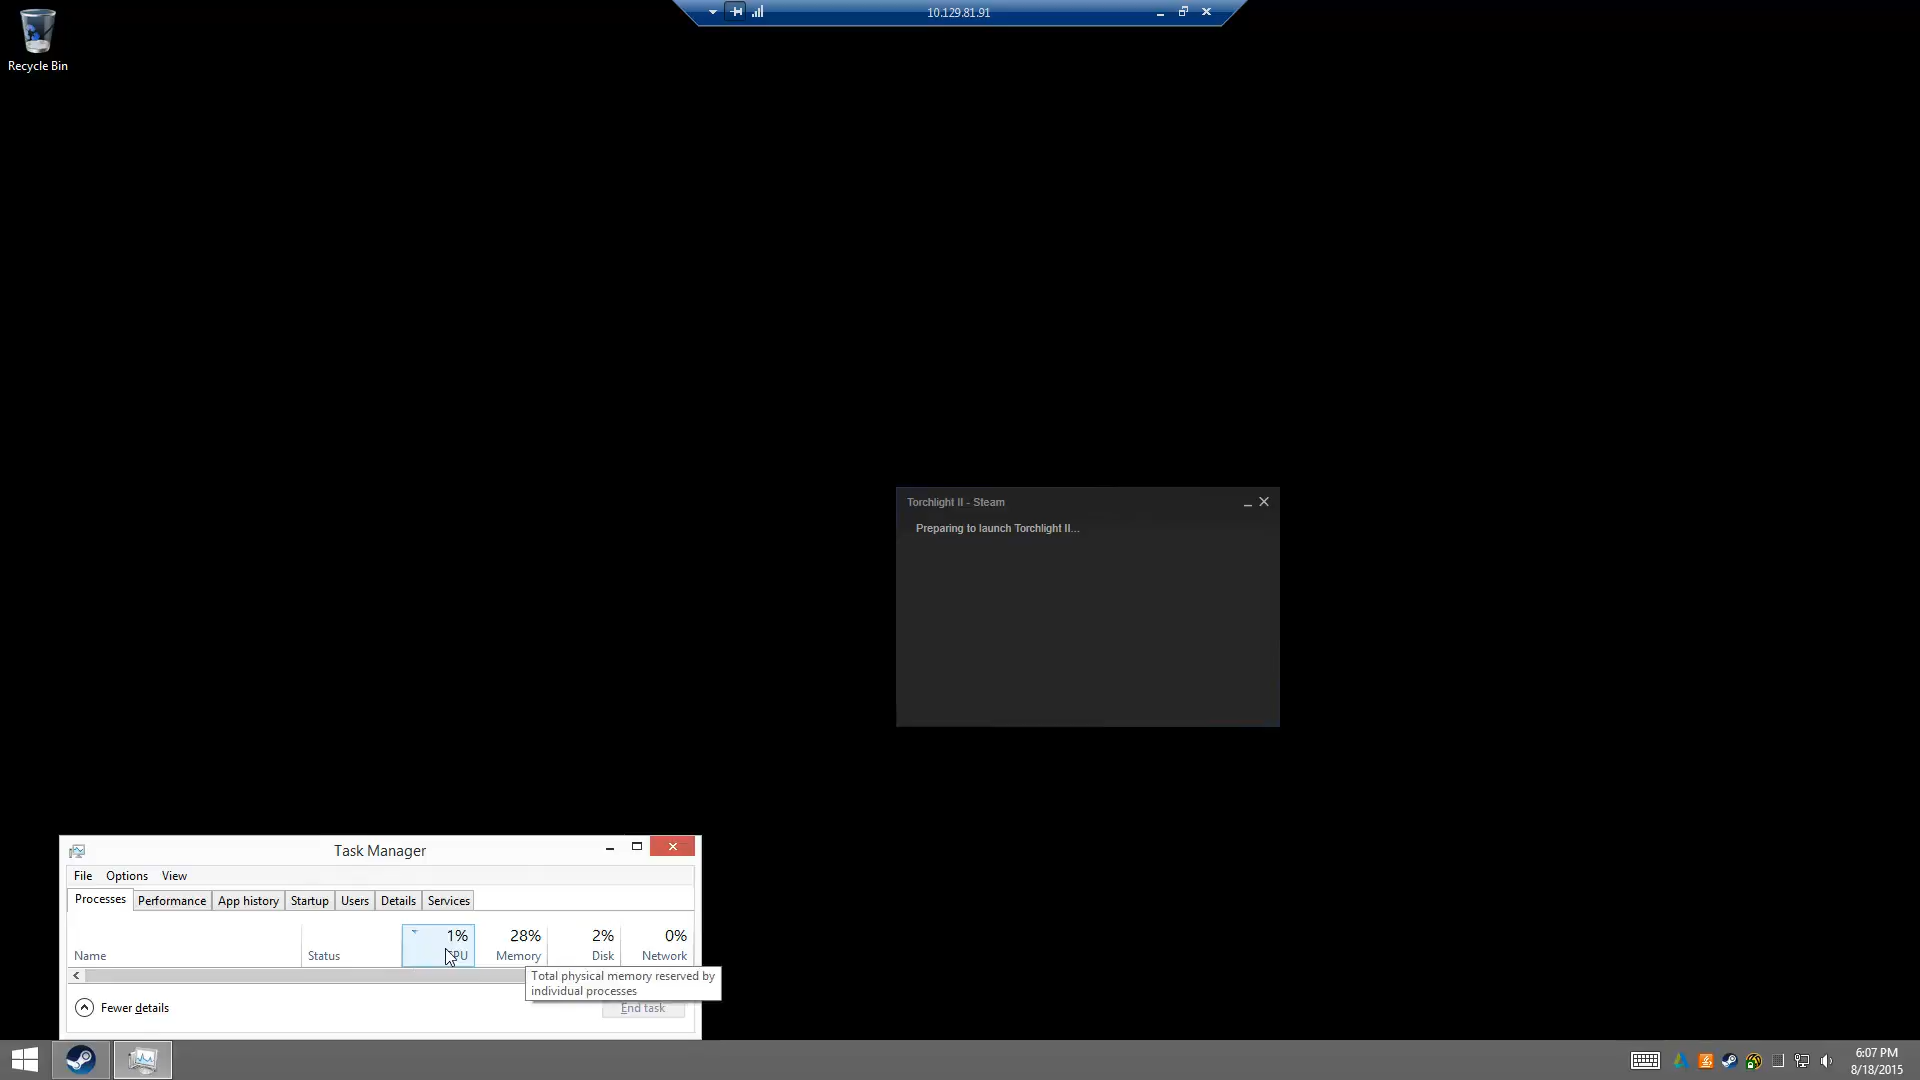 10.129.81.91
Recycle Bin
Torchlight II - Steam
Preparing to launch Torchlight II...
Task Manager
File Options View
Processes Performance App history Startup Users Details Services
1% 28% 2% 0%
Name Status Memory Disk Network
Total physical memory reserved by
individual processes
Fewer details End task
6:07 PM
8/18/2015